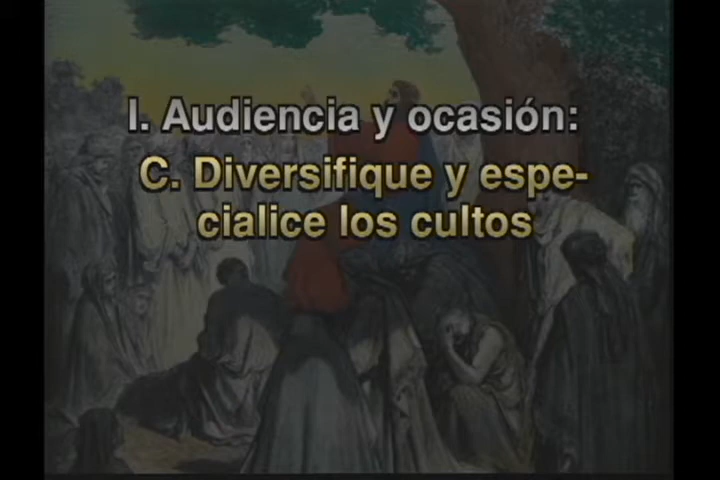 I. Audiencia y ocasión:
C. Diversifique y espe-
cialice los cultos